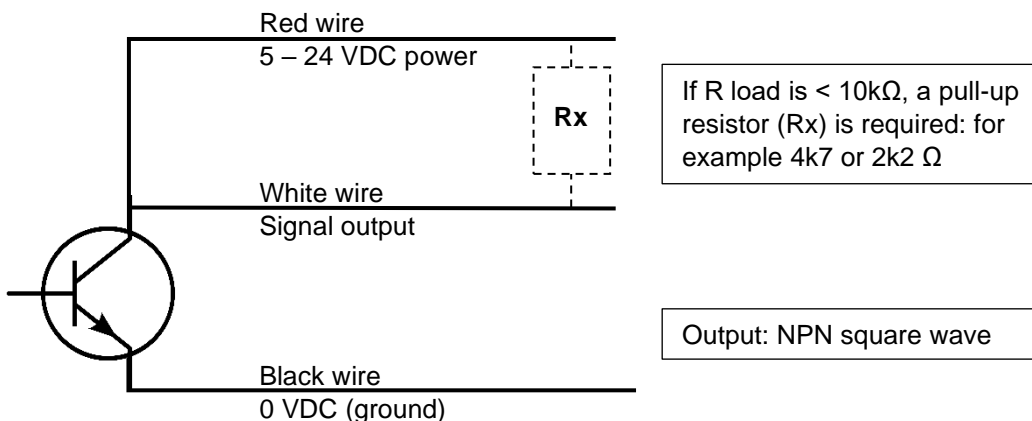 Red wire
5 – 24 VDC power
Rx
If R load is < 10kΩ, a pull-up
resistor (Rx) is required: for
example 4k7 or 2k2 Ω
White wire
Signal output
Output: NPN square wave
Black wire
0 VDC (ground)